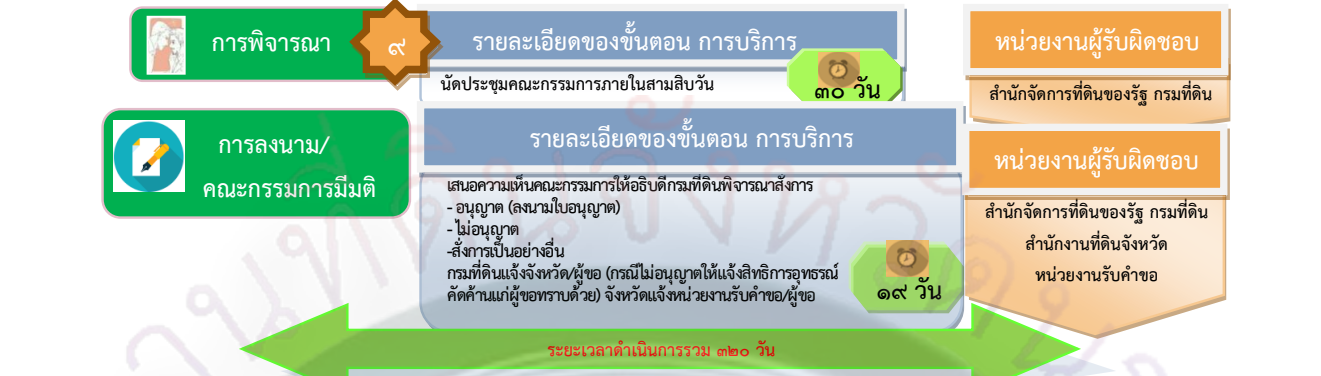 การพิจารณา
๙
รายละเอียดของขั้นตอน การบริการ
หน่วยงานผู้รับผิดชอบ
นัดประชุมคณะกรรมการภายในสามสิบวัน
๓๐ วัน
สำนักจัดการที่ดินของรัฐ กรมที่ดิน
การลงนาม/
คณะกรรมการมีมติ
รายละเอียดของขั้นตอน การบริการ
หน่วยงานผู้รับผิดชอบ
เสนอความเห็นคณะกรรมการให้อธิบดีกรมที่ดินพิจารณาสั่งการ
- อนุญาต (ลงนามใบอนุญาต)
- ไม่อนุญาต
-สั่งการเป็นอย่างอื่น
กรมที่ดินแจ้งจังหวัด/ผู้ขอ (กรณีไม่อนุญาตให้แจ้งสิทธิการอุทธรณ์
คัดค้านแก่ผู้ขอทราบด้วย) จังหวัดแจ้งหน่วยงานรับคำขอ/ผู้ขอ
๑๙ วัน
สำนักจัดการที่ดินของรัฐ กรมที่ดิน
สำนักงานที่ดินจังหวัด
หน่วยงานรับคำขอ
ระยะเวลาดำเนินการรวม ๓๒๐ วัน